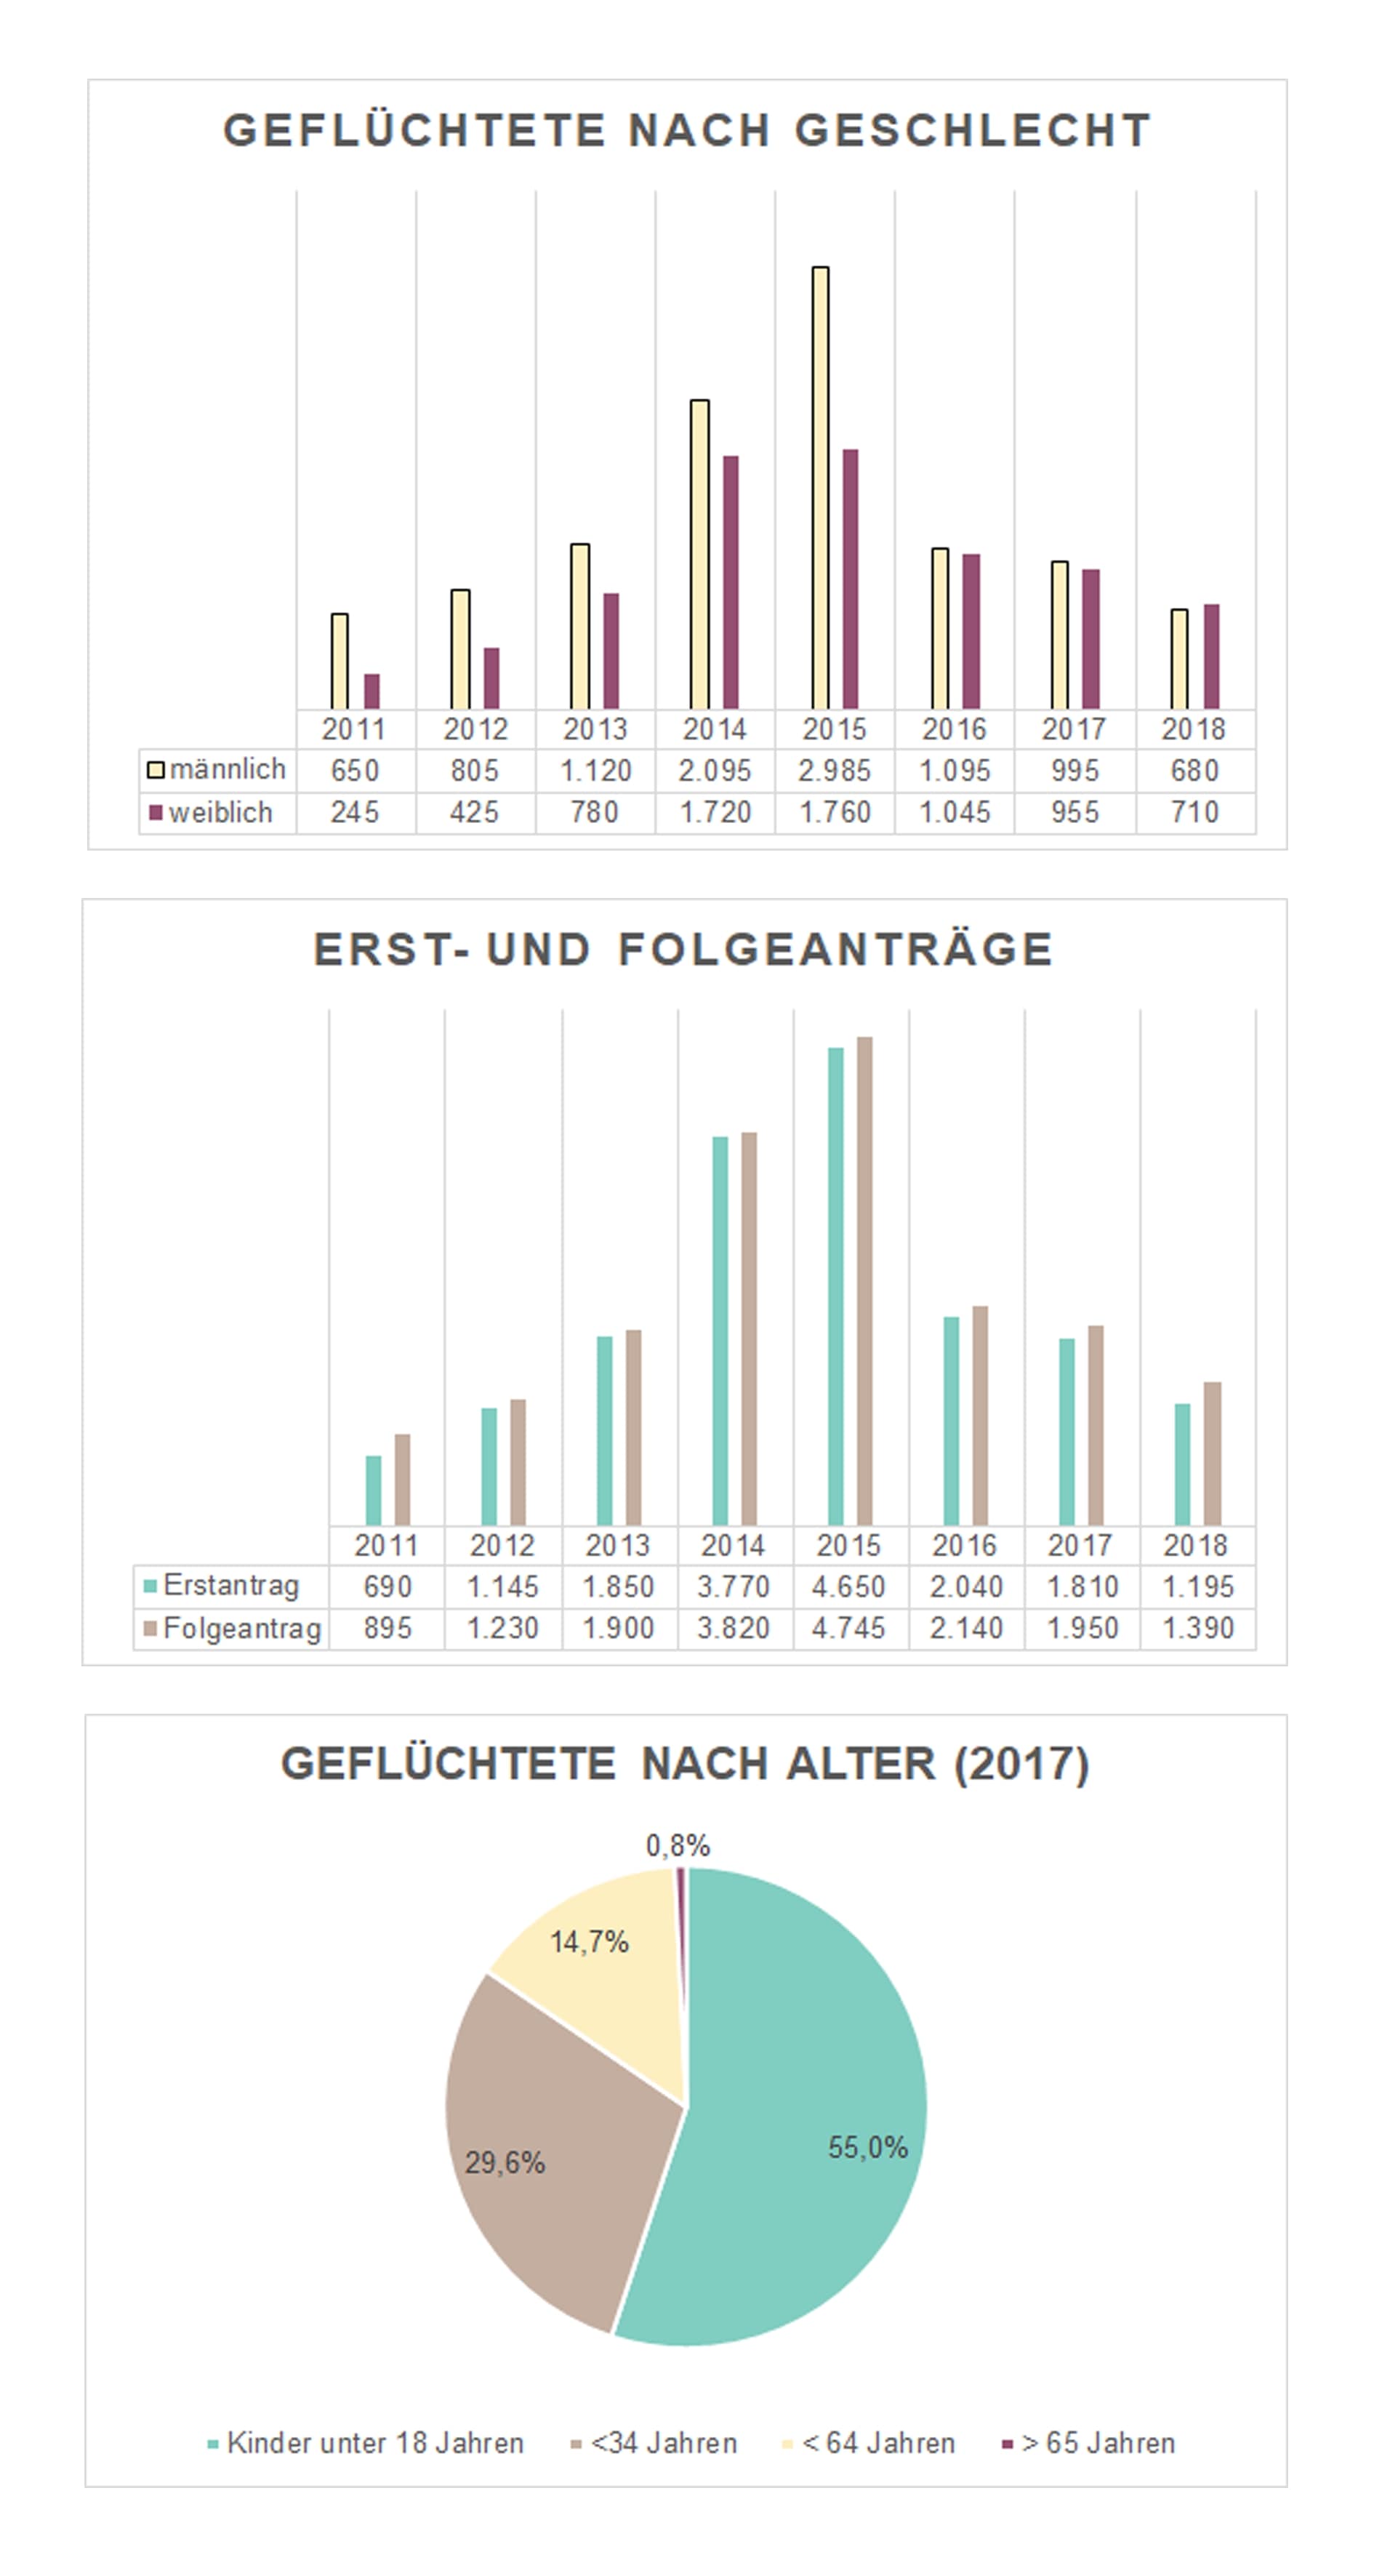 GEFLÜCHTETE NACH GESCHLECHT
2011 2012 2013 2014 2015 2016 2017 2018
männlich 650 805 1.120 2.095 2.985 1.095 995 680
weiblich 245 425 780 1.720 1.760 1.045 955 710
ERST- UND FOLGEANTRÄGE
2011 2012 2013 2014 2015 2016 2017 2018
Erstantrag 690 1.145 1.850 3.770 4.650 2.040 1.810 1.195
Folgeantrag 895 1.230 1.900 3.820 4.745 2.140 1.950 1.390
GEFLÜCHTETE NACH ALTER (2017)
0,8%
14,7%
55,0%
29,6%
Kinder unter 18 Jahren <34 Jahren < 64 Jahren > 65 Jahren